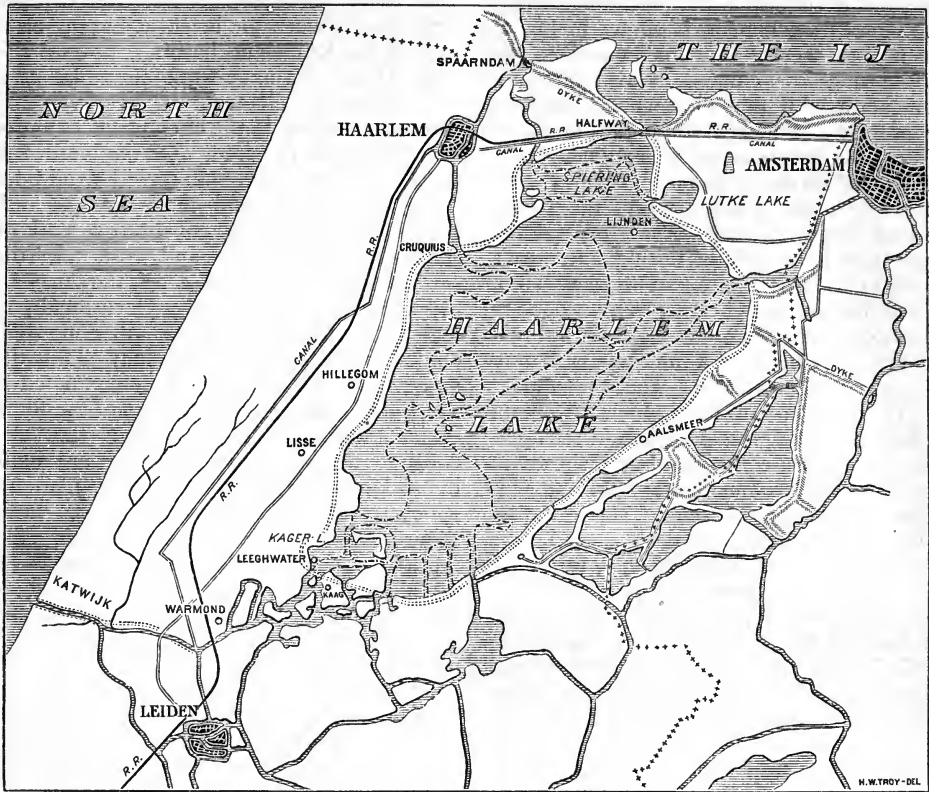 THE IJ
SPAARNDAM
NORTH
SEA
DYKE
HAARLEM
HALFWAT.
R.R.
R.R.
CANAL
CANAL
AMSTERDAM
SPIERING
LAKE
LUTKE LAKE
LIJNDEN
CRUQUIUS
R.R.
HAARLEM
LAKE
CANAL
HILLEGOM
DYKE
LISSE
AALSMEER
R.R.
KAGER L.
LEEGHWATER
KAAG
KATWIJK
WARMOND
LEIDEN
R.R.
H.W.TROY-DEL